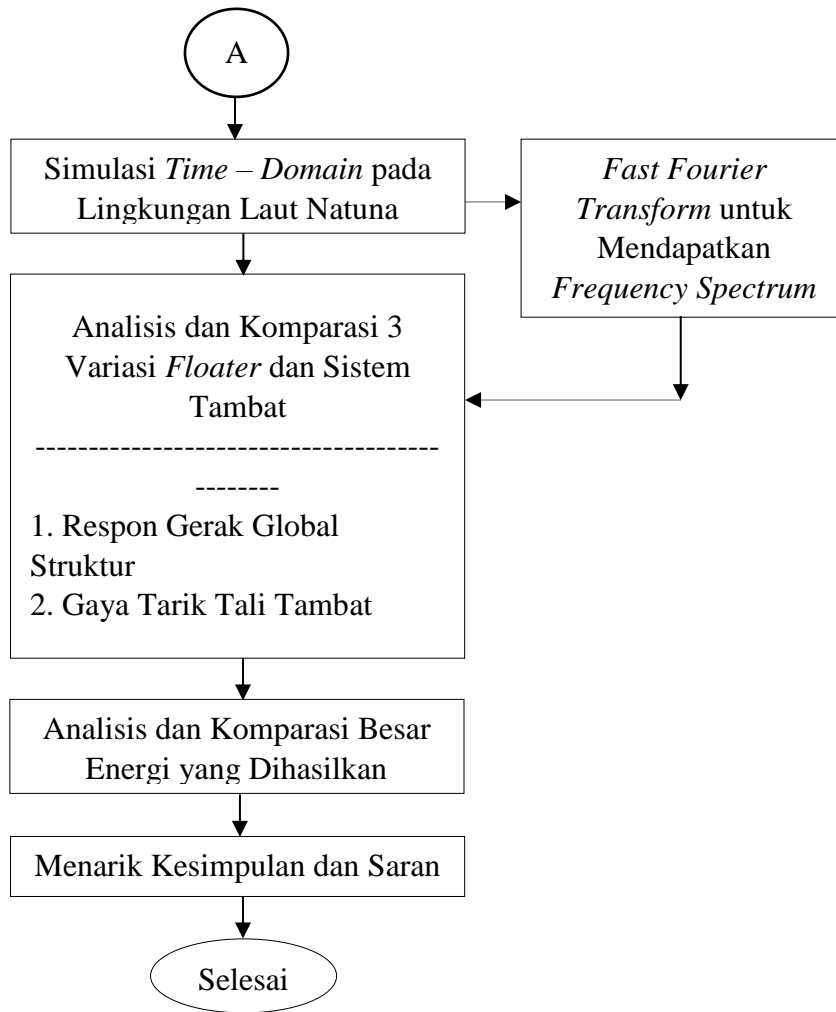 A
Simulasi Time – Domain pada
Lingkungan Laut Natuna
Fast Fourier
Transform untuk
Mendapatkan
Frequency Spectrum
Analisis dan Komparasi 3
Variasi Floater dan Sistem
Tambat
---------------------------------------
--------
1. Respon Gerak Global
Struktur
2. Gaya Tarik Tali Tambat
Analisis dan Komparasi Besar
Energi yang Dihasilkan
Menarik Kesimpulan dan Saran
Selesai